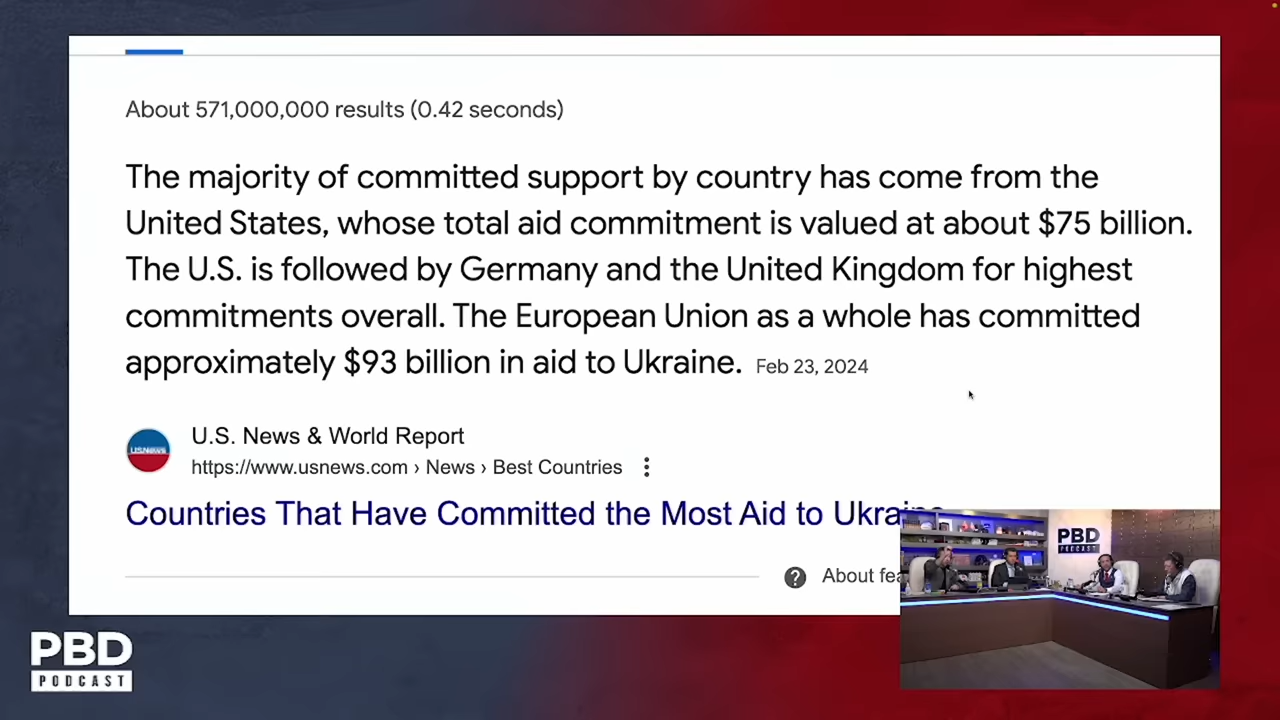 About 571,000,000 results (0.42 seconds)
The majority of committed support by country has come from the
United States, whose total aid commitment is valued at about $75 billion.
The U.S. is followed by Germany and the United Kingdom for highest
commitments overall. The European Union as a whole has committed
approximately $93 billion in aid to Ukraine. Feb 23, 2024
USNews
U.S. News & World Report
https://www.usnews.com › News › Best Countries
Countries That Have Committed the Most Aid to Ukraine
About fea
PBD
PODCAST
PBD
PODCAST